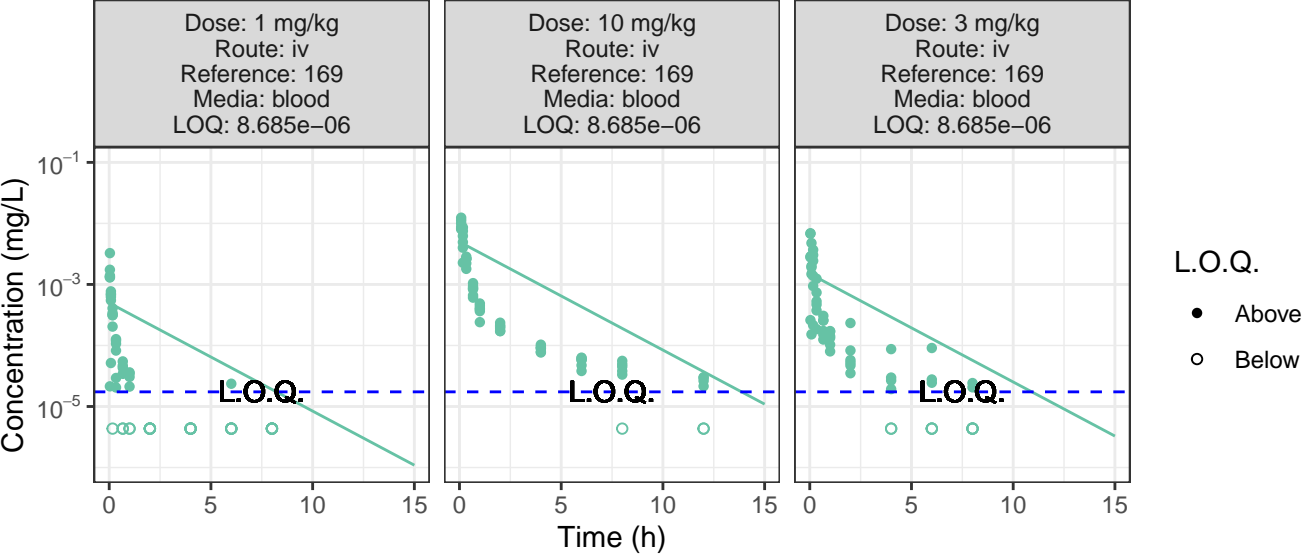 Dose: 1 mg/kg
Route: iv
Reference: 169
Media: blood
LOQ: 8.685e−06
Dose: 10 mg/kg
Route: iv
Reference: 169
Media: blood
LOQ: 8.685e−06
Dose: 3 mg/kg
Route: iv
Reference: 169
Media: blood
LOQ: 8.685e−06
Concentration (mg/L)
10⁻¹
10⁻³
10⁻⁵
L.O.Q.
L.O.Q.
L.O.Q.
0 5 10 15
0 5 10 15
0 5 10 15
Time (h)
L.O.Q.
Above
Below